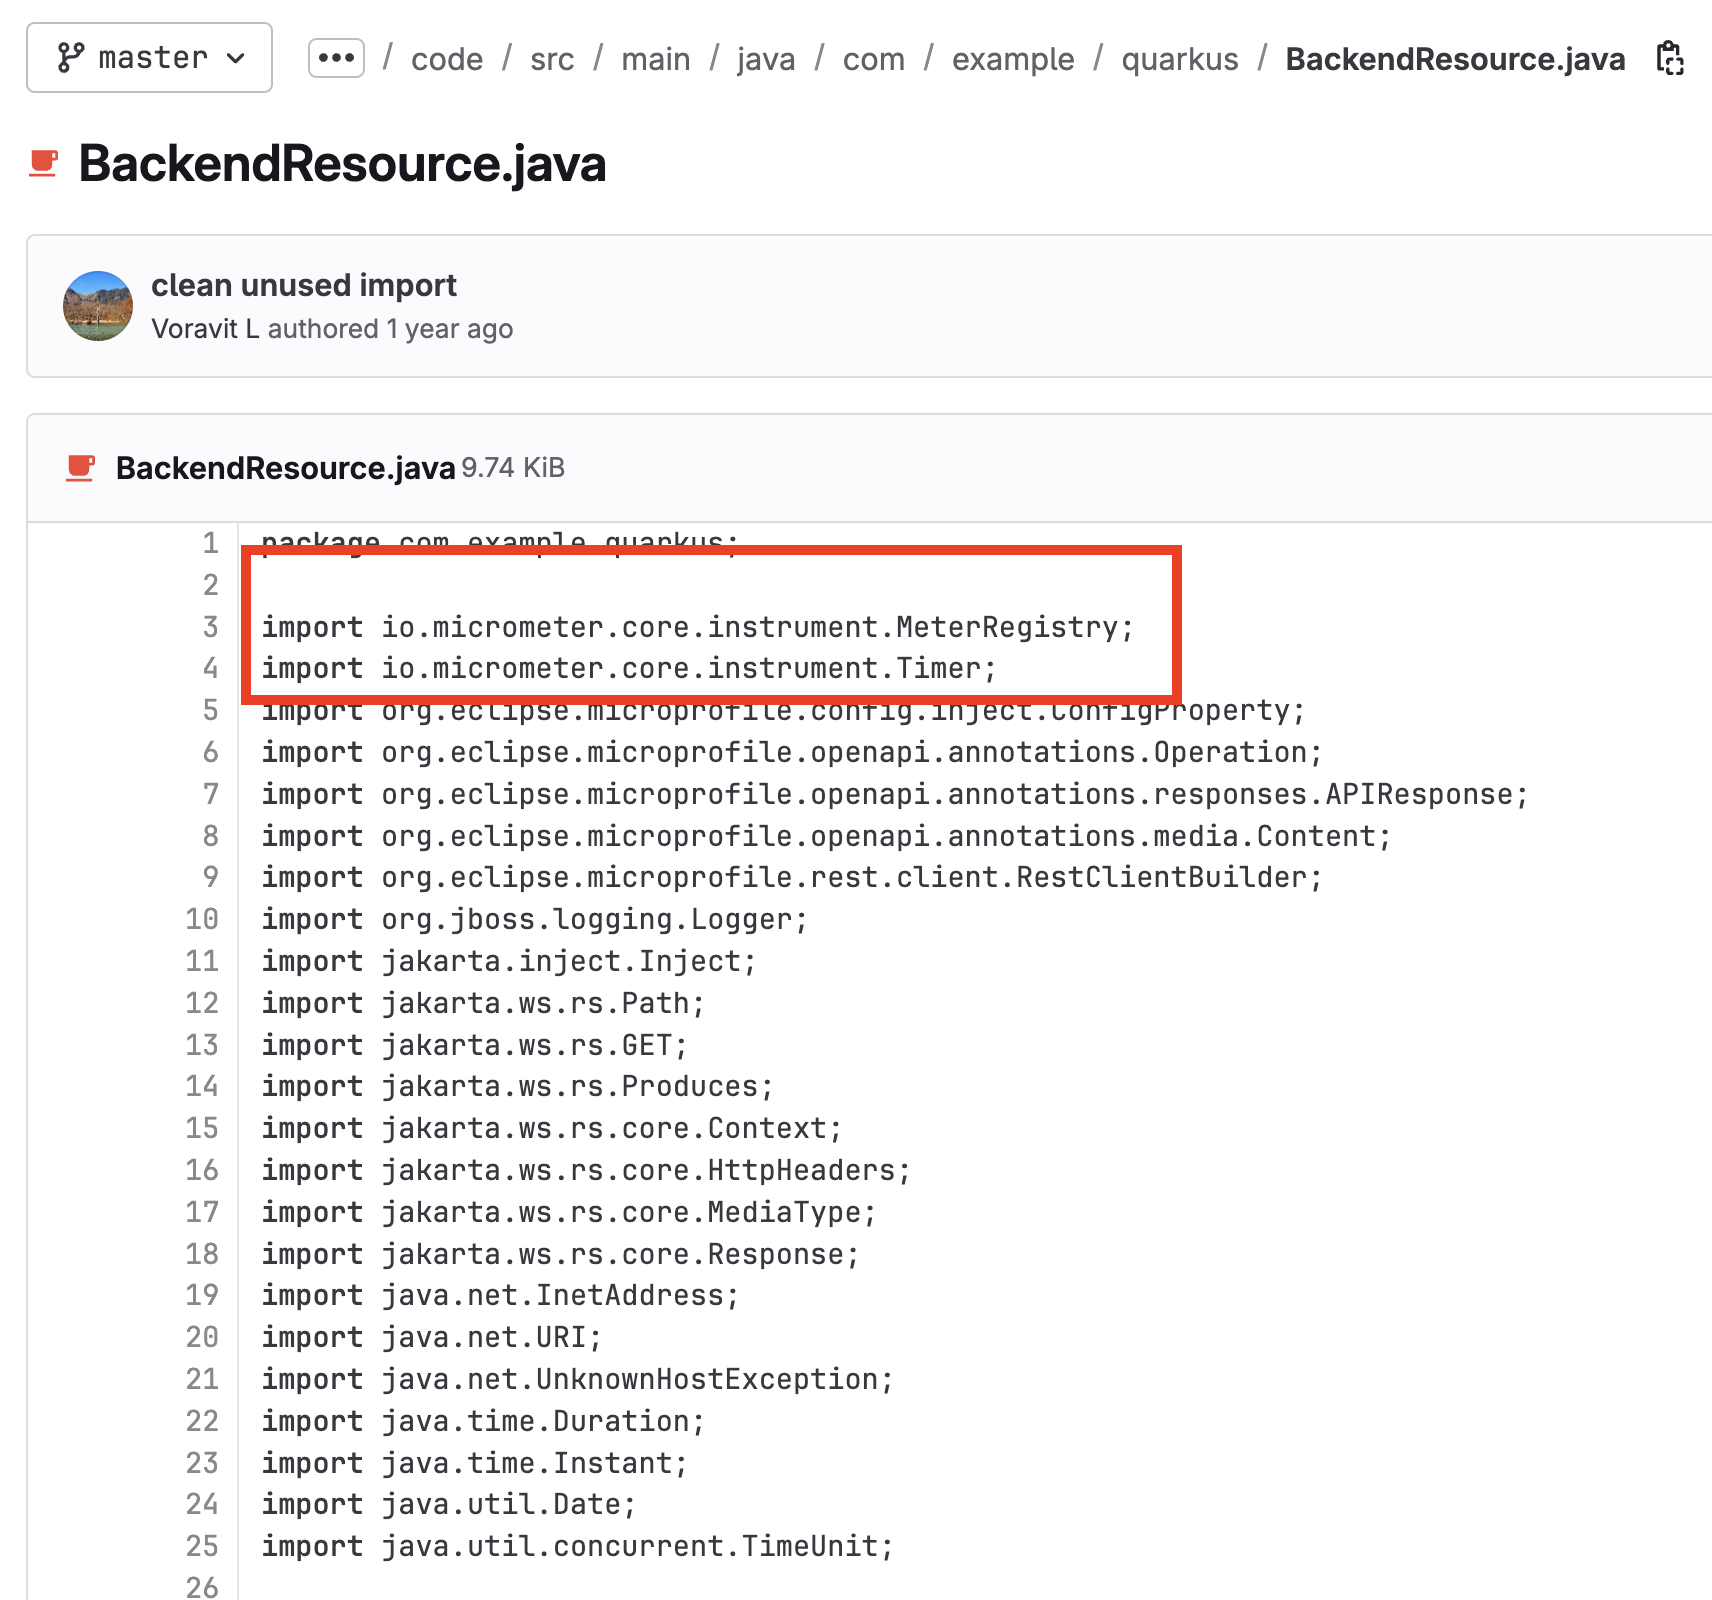 master ••• / code / src / main / java / com / example / quarkus / BackendResource.java
BackendResource.java
clean unused import
Voravit L authored 1 year ago
BackendResource.java 9.74 KiB
1 package com.example.quarkus;
2
3 import io.micrometer.core.instrument.MeterRegistry;
4 import io.micrometer.core.instrument.Timer;
5 import org.eclipse.microprofile.config.inject.ConfigProperty;
6 import org.eclipse.microprofile.openapi.annotations.Operation;
7 import org.eclipse.microprofile.openapi.annotations.responses.APIResponse;
8 import org.eclipse.microprofile.openapi.annotations.media.Content;
9 import org.eclipse.microprofile.rest.client.RestClientBuilder;
10 import org.jboss.logging.Logger;
11 import jakarta.inject.Inject;
12 import jakarta.ws.rs.Path;
13 import jakarta.ws.rs.GET;
14 import jakarta.ws.rs.Produces;
15 import jakarta.ws.rs.core.Context;
16 import jakarta.ws.rs.core.HttpHeaders;
17 import jakarta.ws.rs.core.MediaType;
18 import jakarta.ws.rs.core.Response;
19 import java.net.InetAddress;
20 import java.net.URI;
21 import java.net.UnknownHostException;
22 import java.time.Duration;
23 import java.time.Instant;
24 import java.util.Date;
25 import java.util.concurrent.TimeUnit;
26